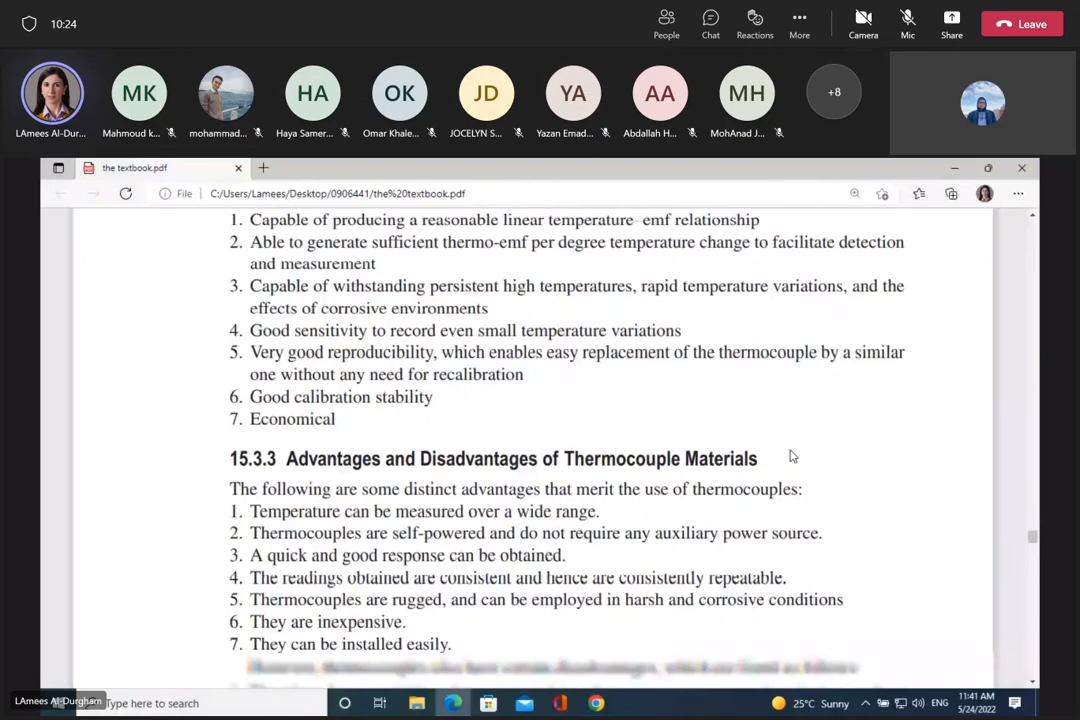 10:24
People
Chat
Reactions
More
Camera
Mic
Share
Leave
MK
HA
OK
JD
YA
AA
MH
+8
LAmees Al-Dur...
Mahmoud k...
mohammad...
Haya Samer...
Omar Khale...
JOCELYN S...
Yazan Emad...
Abdallah H...
MohAnad J...
the textbook.pdf
File
C:/Users/Lamees/Desktop/0906441/the%20textbook.pdf
1. Capable of producing a reasonable linear temperature–emf relationship
2. Able to generate sufficient thermo-emf per degree temperature change to facilitate detection
and measurement
3. Capable of withstanding persistent high temperatures, rapid temperature variations, and the
effects of corrosive environments
4. Good sensitivity to record even small temperature variations
5. Very good reproducibility, which enables easy replacement of the thermocouple by a similar
one without any need for recalibration
6. Good calibration stability
7. Economical
15.3.3 Advantages and Disadvantages of Thermocouple Materials
The following are some distinct advantages that merit the use of thermocouples:
1. Temperature can be measured over a wide range.
2. Thermocouples are self-powered and do not require any auxiliary power source.
3. A quick and good response can be obtained.
4. The readings obtained are consistent and hence are consistently repeatable.
5. Thermocouples are rugged, and can be employed in harsh and corrosive conditions
6. They are inexpensive.
7. They can be installed easily.
However, thermocouples also have certain disadvantages, which are listed as follows
LAmees Al-Durgham
Type here to search
25°C Sunny
ENG
11:41 AM
5/24/2022